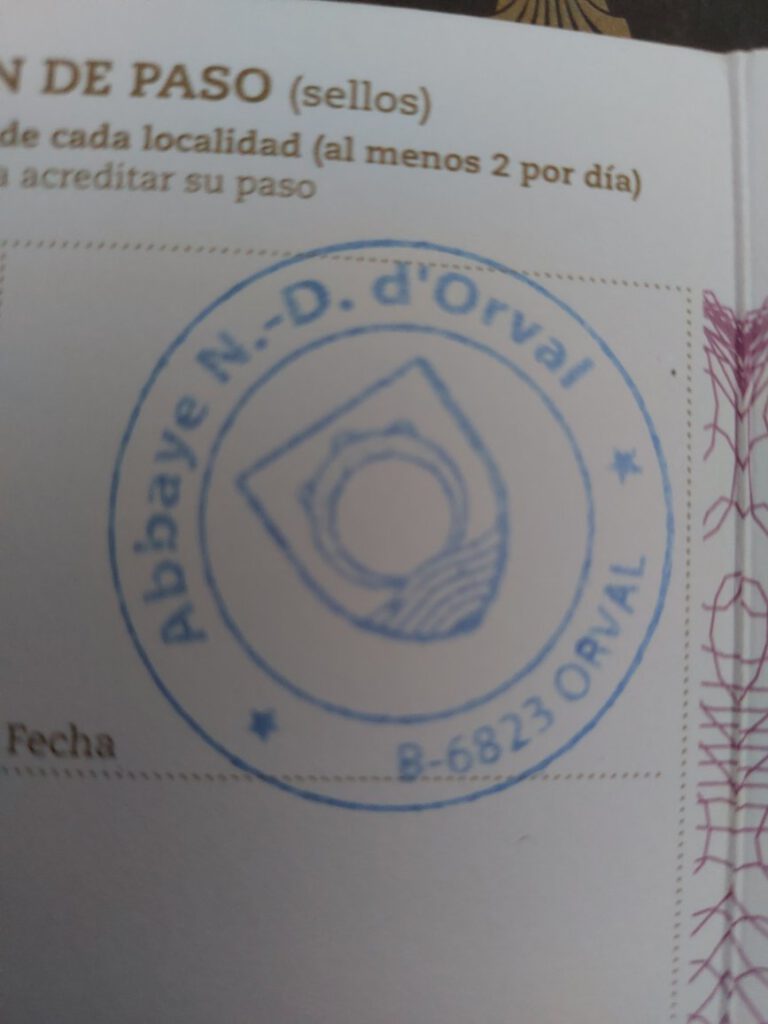 N DE PASO (sellos)
de cada localidad (al menos 2 por día)
a acreditar su paso
Abbaye N.-D. d'Orval
B-6823 ORVAL
Fecha